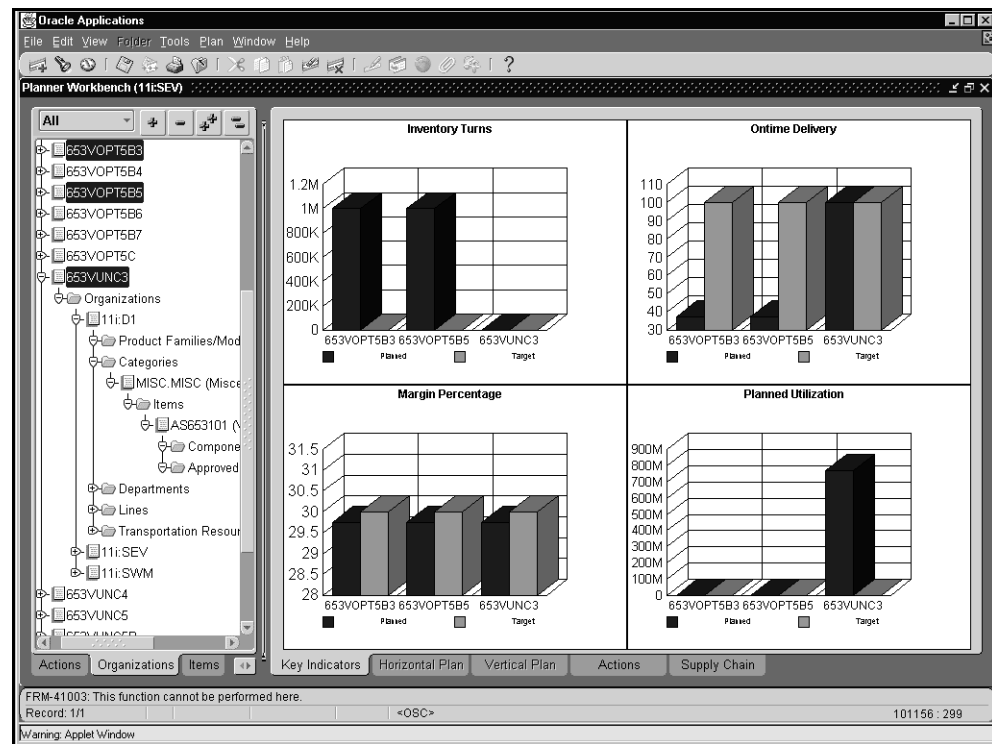 Oracle Applications
File Edit View Folder Tools Plan Window Help
Planner Workbench (11i:SEV)
All
653VOPT5B3
653VOPT5B4
653VOPT5B5
653VOPT5B6
653VOPT5B7
653VOPT5C
653VUNC3
Organizations
11i:D1
Product Families/Mod
Categories
MISC.MISC (Misce
Items
AS653101 (V
Compone
Approved
Departments
Lines
Transportation Resour
11i:SEV
11i:SWM
653VUNC4
653VUNC5
Actions Organizations Items
Inventory Turns
1.2M
1M
800K
600K
400K
200K
0
653VOPT5B3 653VOPT5B5 653VUNC3
Planned Target
Ontime Delivery
110
100
90
80
70
60
50
40
30
653VOPT5B3 653VOPT5B5 653VUNC3
Planned Target
Margin Percentage
31.5
31
30.5
30
29.5
29
28.5
28
653VOPT5B3 653VOPT5B5 653VUNC3
Planned Target
Planned Utilization
900M
800M
700M
600M
500M
400M
300M
200M
100M
0
653VOPT5B3 653VOPT5B5 653VUNC3
Planned Target
Key Indicators Horizontal Plan Vertical Plan Actions Supply Chain
FRM-41003: This function cannot be performed here.
Record: 1/1 <OSC> 101156 : 299
Warning: Applet Window